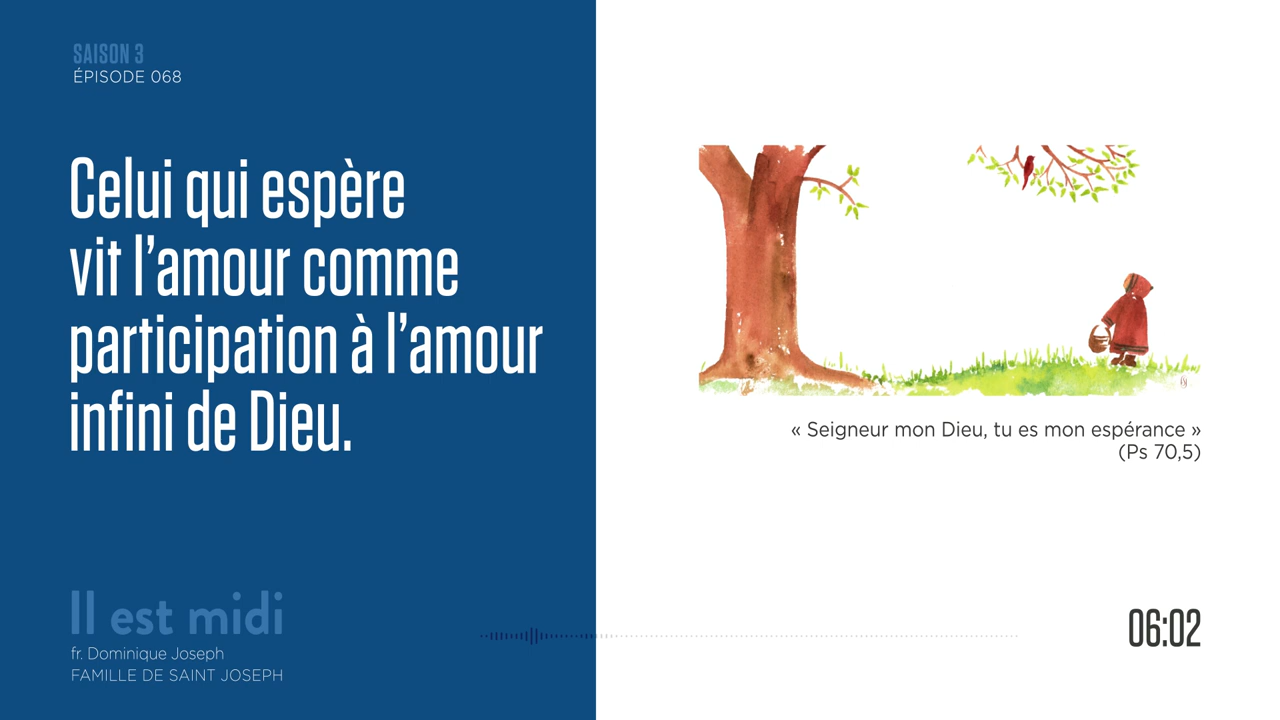 SAISON 3
ÉPISODE 068
Celui qui espère
vit l’amour comme
participation à l’amour
infini de Dieu.
« Seigneur mon Dieu, tu es mon espérance »
(Ps 70,5)
Il est midi
fr. Dominique Joseph
FAMILLE DE SAINT JOSEPH
06:02